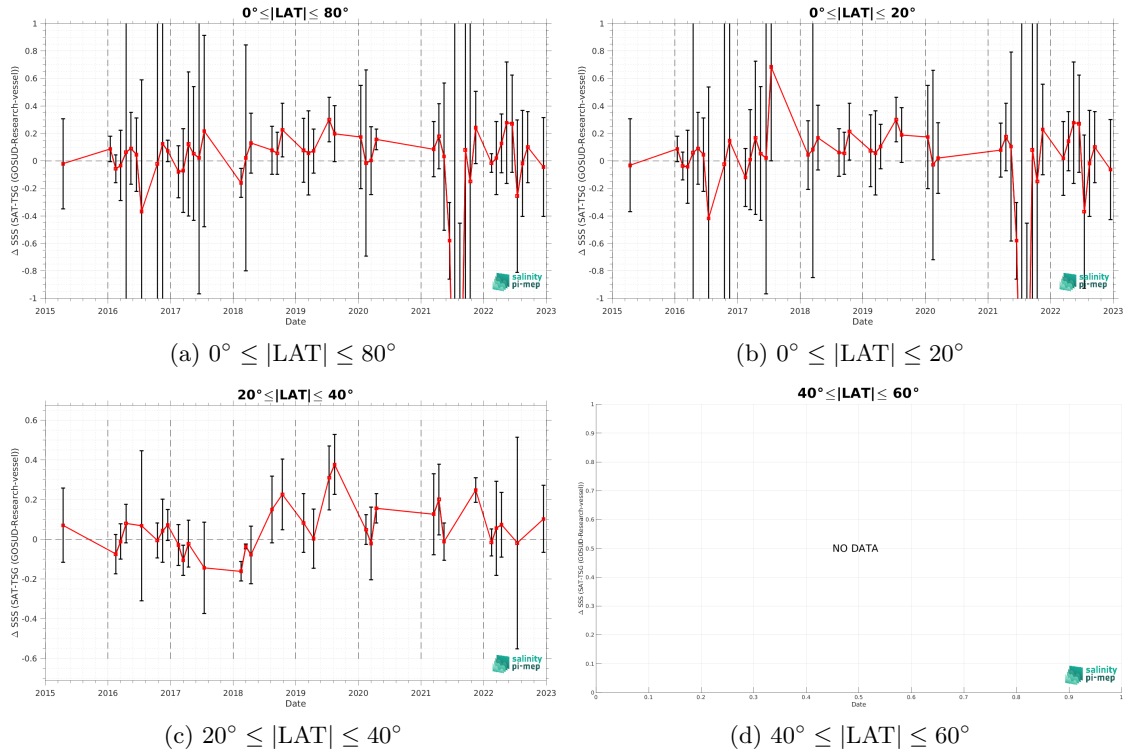 0°≤|LAT|≤ 80°
Δ SSS (SAT-TSG (GOSUD-Research-vessel))
1
0.8
0.6
0.4
0.2
0
-0.2
-0.4
-0.6
-0.8
-1
2015 2016 2017 2018 2019 2020 2021 2022 2023
Date
salinity
pi-mep
(a) 0° ≤ |LAT| ≤ 80°
0°≤|LAT|≤ 20°
Δ SSS (SAT-TSG (GOSUD-Research-vessel))
1
0.8
0.6
0.4
0.2
0
-0.2
-0.4
-0.6
-0.8
-1
2015 2016 2017 2018 2019 2020 2021 2022 2023
Date
salinity
pi-mep
(b) 0° ≤ |LAT| ≤ 20°
20°≤|LAT|≤ 40°
Δ SSS (SAT-TSG (GOSUD-Research-vessel))
0.6
0.4
0.2
0
-0.2
-0.4
-0.6
2015 2016 2017 2018 2019 2020 2021 2022 2023
Date
salinity
pi-mep
(c) 20° ≤ |LAT| ≤ 40°
40°≤|LAT|≤ 60°
Δ SSS (SAT-TSG (GOSUD-Research-vessel))
1
0.9
0.8
0.7
0.6
0.5
0.4
0.3
0.2
0.1
0
NO DATA
0 0.1 0.2 0.3 0.4 0.5 0.6 0.7 0.8 0.9 1
Date
salinity
pi-mep
(d) 40° ≤ |LAT| ≤ 60°